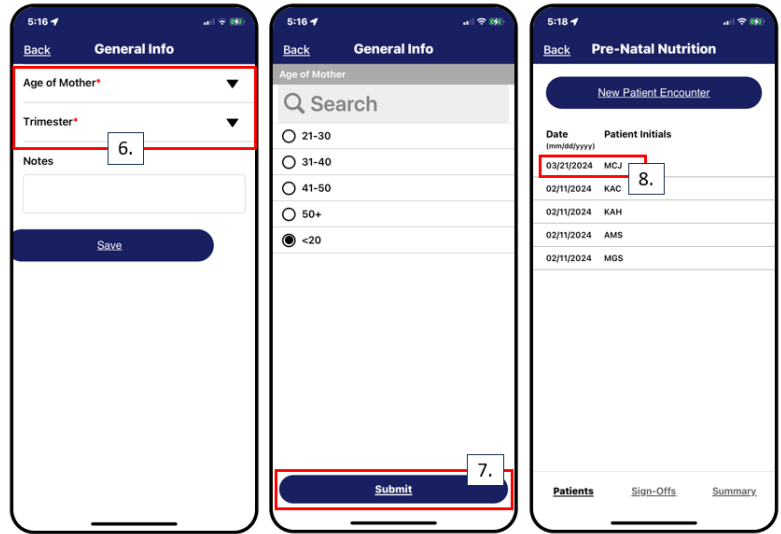 5:16
Back General Info
Age of Mother*
Trimester*
6.
Notes
Save
5:16
Back General Info
Age of Mother
Search
21-30
31-40
41-50
50+
<20
7.
Submit
5:18
Back Pre-Natal Nutrition
New Patient Encounter
Date Patient Initials
(mm/dd/yyyy)
03/21/2024 MCJ
8.
02/11/2024 KAC
02/11/2024 KAH
02/11/2024 AMS
02/11/2024 MGS
Patients Sign-Offs Summary